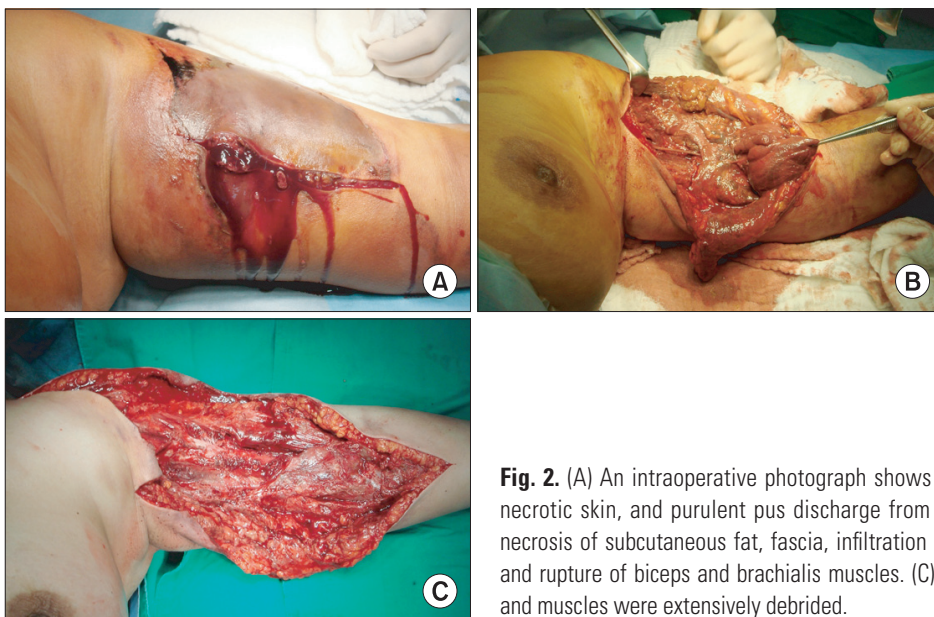 A
B
C
Fig. 2. (A) An intraoperative photograph shows
necrotic skin, and purulent pus discharge from
necrosis of subcutaneous fat, fascia, infiltration
and rupture of biceps and brachialis muscles. (C)
and muscles were extensively debrided.